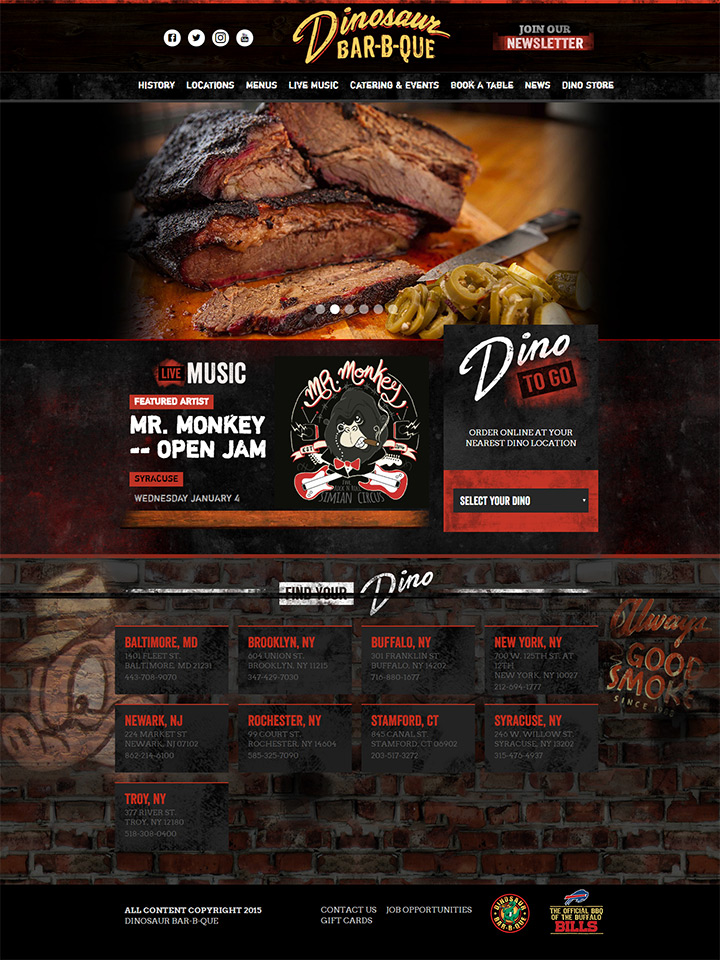 Dinosaur
BAR-B-QUE
JOIN OUR
NEWSLETTER
HISTORY LOCATIONS MENUS LIVE MUSIC CATERING & EVENTS BOOK A TABLE NEWS DINO STORE
LIVE MUSIC
FEATURED ARTIST
MR. MONKEY
-- OPEN JAM
SYRACUSE
WEDNESDAY JANUARY 4
MR. Monkey
SIMIAN CIRCUS
Dino
TO GO
ORDER ONLINE AT YOUR
NEAREST DINO LOCATION
SELECT YOUR DINO
FIND YOUR Dino
BALTIMORE, MD
1401 FLEET ST.
BALTIMORE, MD 21231
443-708-9070
BROOKLYN, NY
604 UNION ST.
BROOKLYN, NY 11215
347-429-7030
BUFFALO, NY
301 FRANKLIN ST
BUFFALO, NY 14202
716-880-1677
NEW YORK, NY
700 W. 125TH ST. AT
12TH
NEW YORK, NY 10027
212-694-1777
NEWARK, NJ
224 MARKET ST
NEWARK, NJ 07102
862-214-6100
ROCHESTER, NY
99 COURT ST.
ROCHESTER, NY 14604
585-325-7090
STAMFORD, CT
845 CANAL ST.
STAMFORD, CT 06902
203-517-3272
SYRACUSE, NY
246 W. WILLOW ST.
SYRACUSE, NY 13202
315-476-4937
TROY, NY
377 RIVER ST.
TROY, NY 12180
518-308-0400
Always
GOOD
SMOKE
SINCE
ALL CONTENT COPYRIGHT 2015
DINOSAUR BAR-B-QUE
CONTACT US JOB OPPORTUNITIES
GIFT CARDS
DINOSAUR
BAR-B-QUE
THE OFFICIAL BBQ
OF THE BUFFALO
BILLS